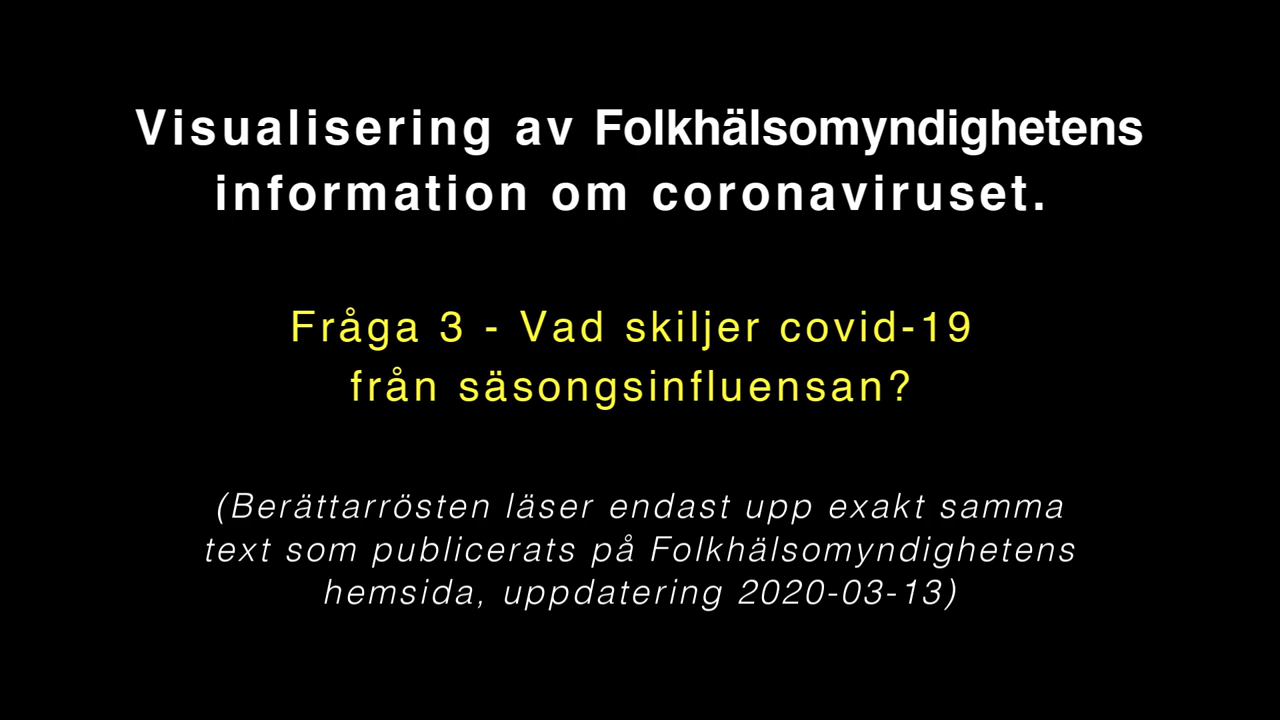 Visualisering av Folkhälsomyndighetens
information om coronaviruset.
Fråga 3 - Vad skiljer covid-19
från säsongsinfluensan?
(Berättarrösten läser endast upp exakt samma
text som publicerats på Folkhälsomyndighetens
hemsida, uppdatering 2020-03-13)